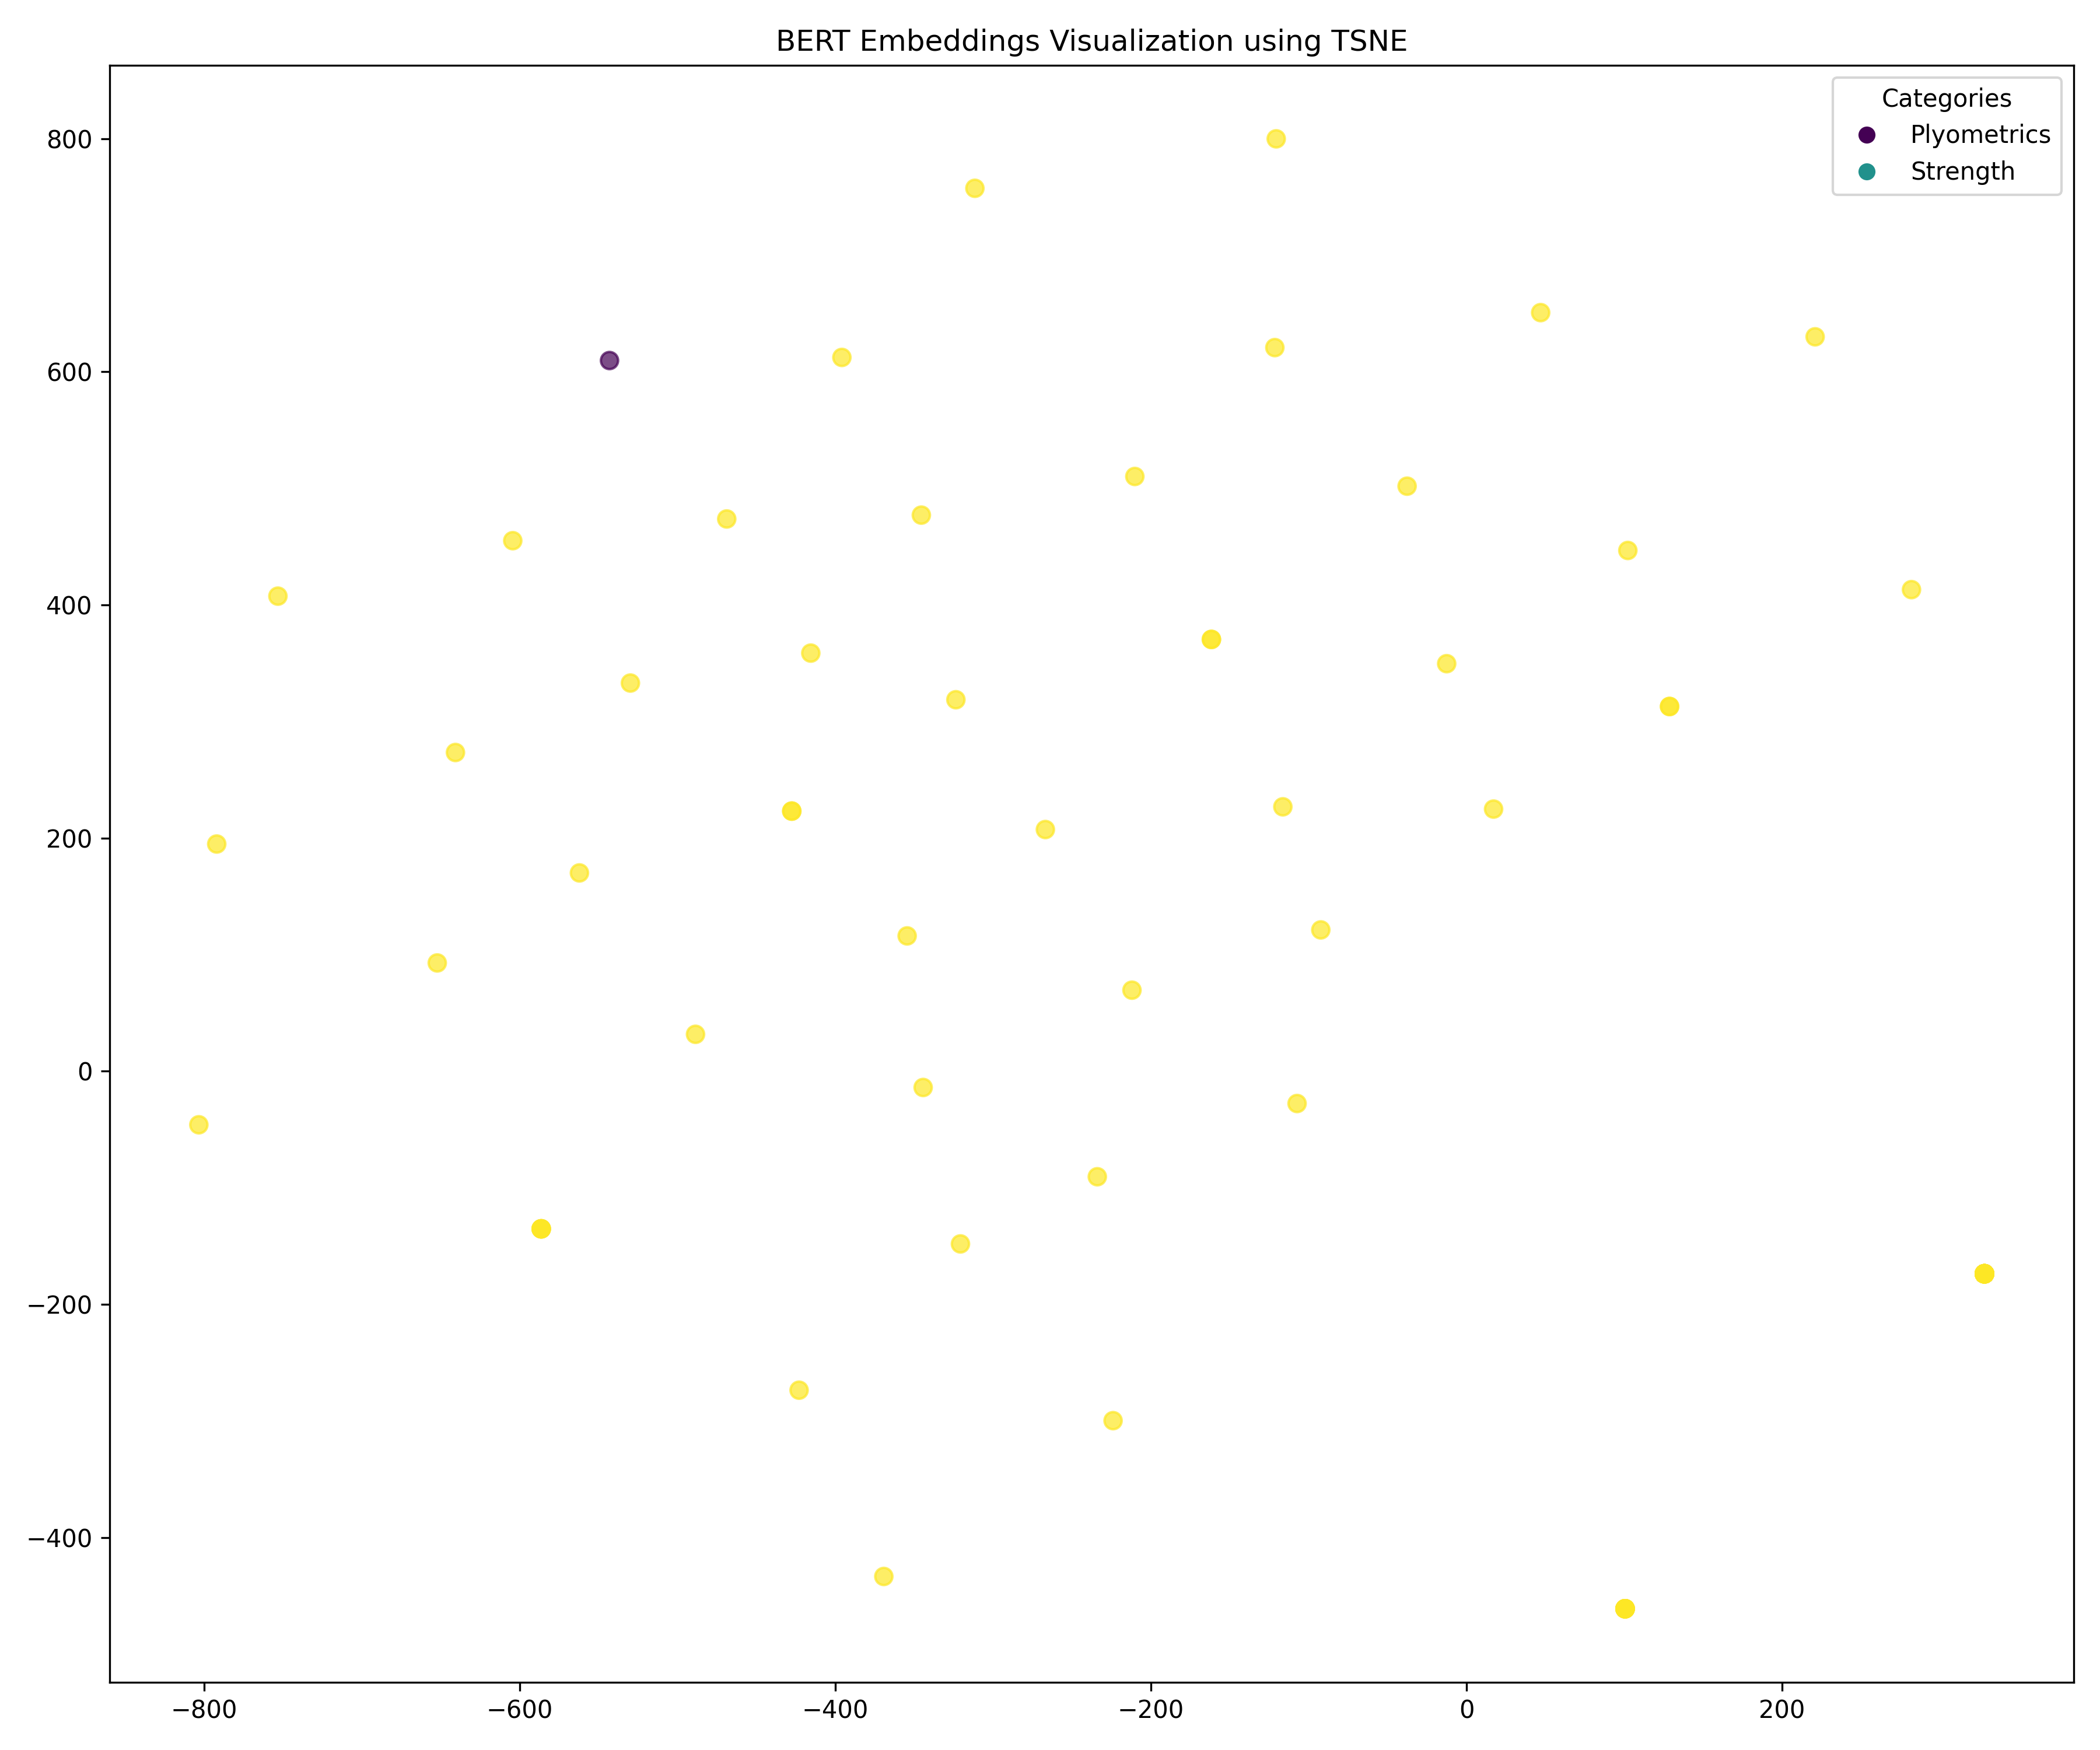 BERT Embeddings Visualization using TSNE
Categories
Plyometrics
Strength
800
600
400
200
0
−200
−400
−800 −600 −400 −200 0 200